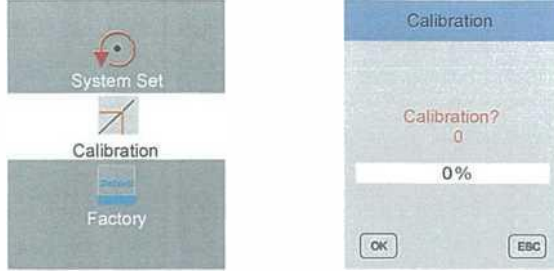 System Set
Calibration
Factory
Calibration
Calibration?
0
0%
OK
ESC